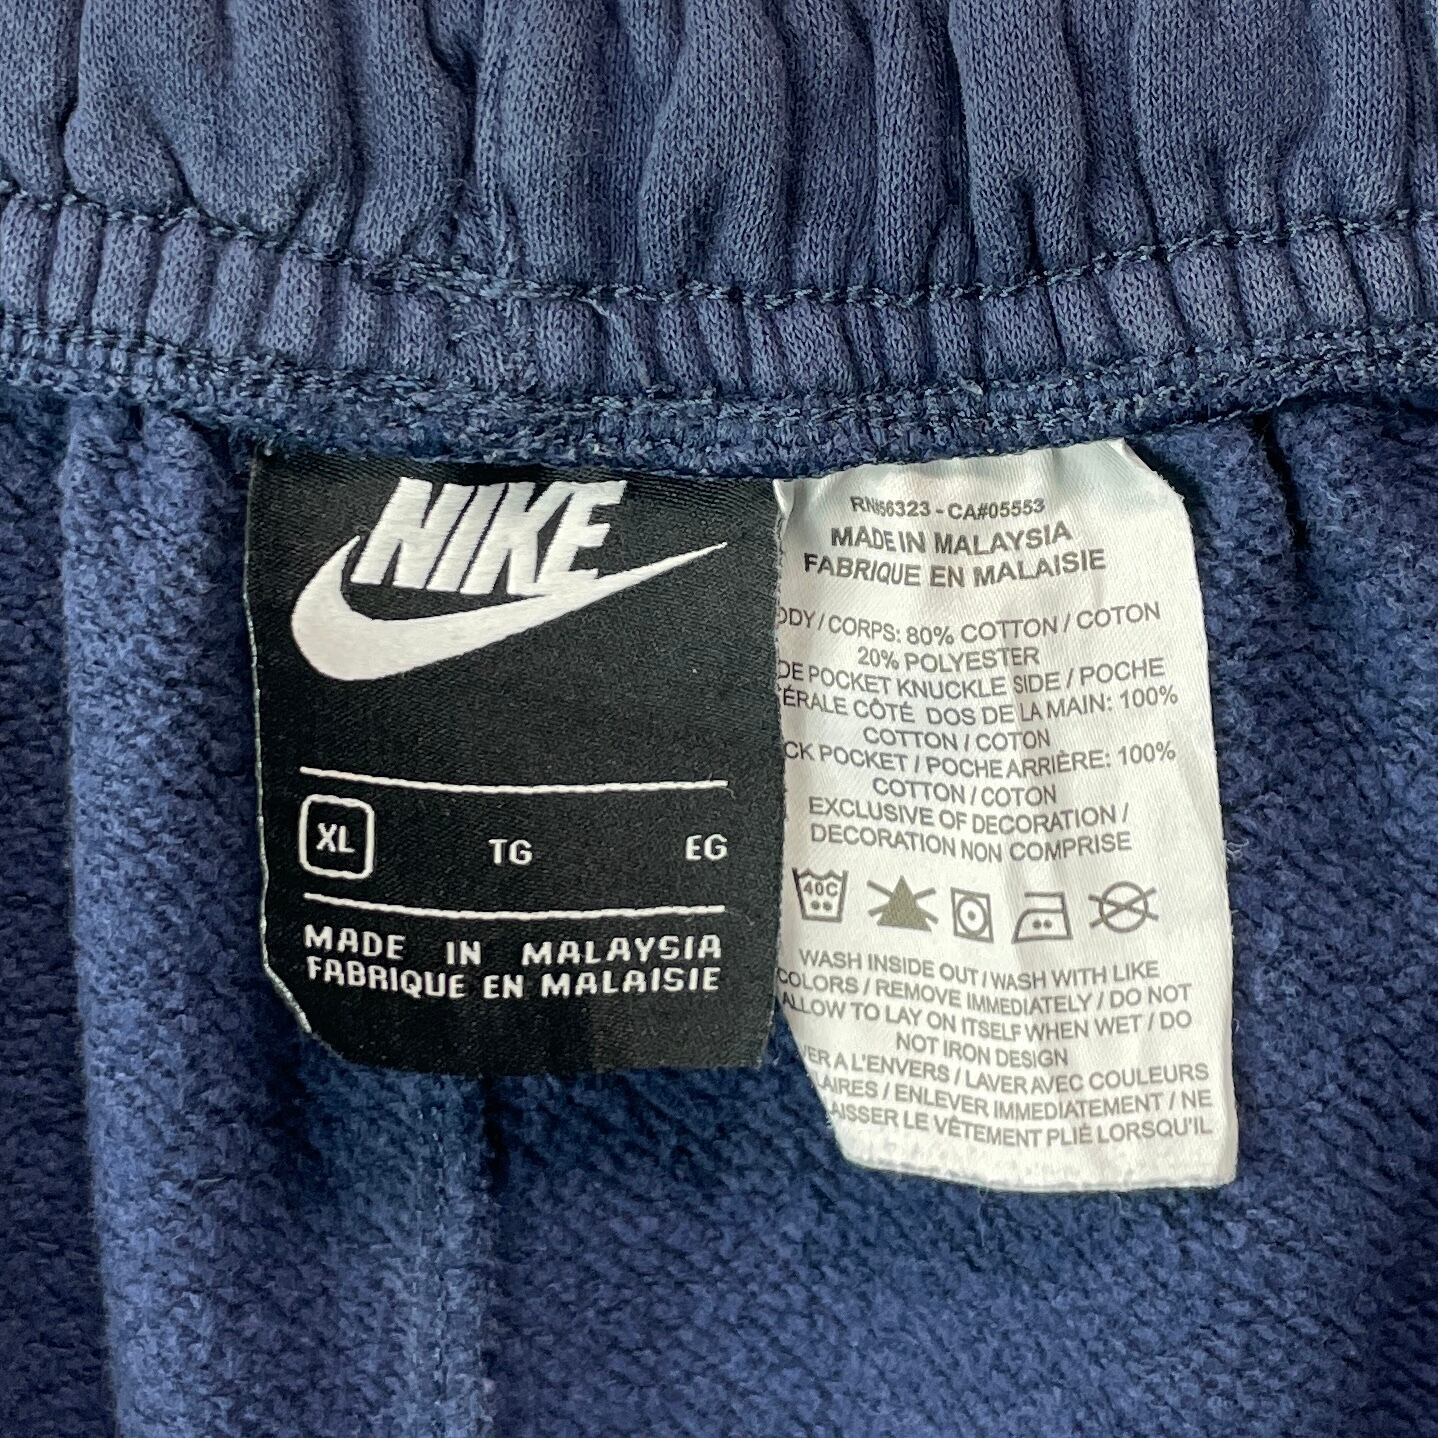 NIKE
XL TG EG
MADE IN MALAYSIA
FABRIQUE EN MALAISIE
RN#56323 - CA#05553
MADE IN MALAYSIA
FABRIQUE EN MALAISIE
/ CORPS: 80% COTTON / COTON
20% POLYESTER
POCKET KNUCKLE SIDE / POCHE
CÔTÉ DOS DE LA MAIN: 100%
COTTON / COTON
POCKET / POCHE ARRIÈRE: 100%
COTTON / COTON
EXCLUSIVE OF DECORATION /
DECORATION NON COMPRISE
40C
WASH INSIDE OUT / WASH WITH LIKE
COLORS / REMOVE IMMEDIATELY / DO NOT
ALLOW TO LAY ON ITSELF WHEN WET / DO
NOT IRON DESIGN
A L'ENVERS / LAVER AVEC COULEURS
/ ENLEVER IMMEDIATEMENT / NE
LE VÊTEMENT PLIÉ LORSQU'IL